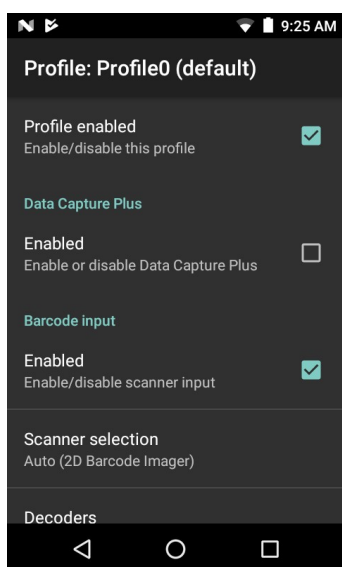 9:25 AM
Profile: Profile0 (default)
Profile enabled
Enable/disable this profile
Data Capture Plus
Enabled
Enable or disable Data Capture Plus
Barcode input
Enabled
Enable/disable scanner input
Scanner selection
Auto (2D Barcode Imager)
Decoders